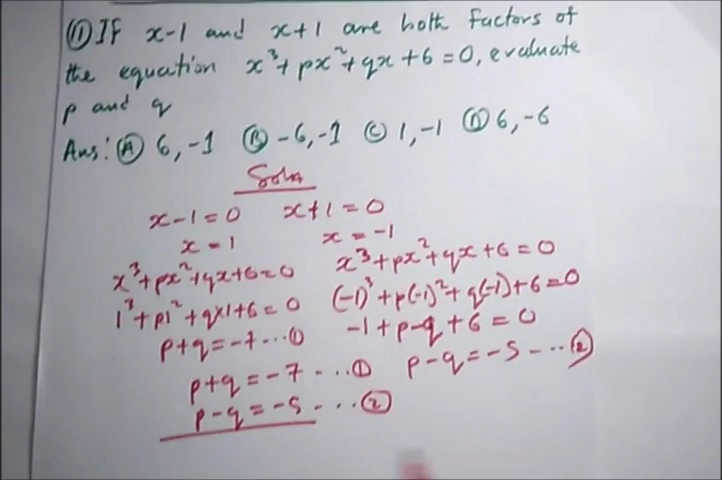 (11) If x-1 and x+1 are both factors of
the equation x³+px²+qx+6=0, evaluate
p and q
Ans: (A) 6,-1 (B) -6,-1 (C) 1,-1 (D) 6,-6
Soln
x-1=0 x+1=0
x=1 x=-1
x³+px²+qx+6=0 x³+px²+qx+6=0
1³+p1²+q×1+6=0 (-1)³+p(-1)²+q(-1)+6=0
p+q=-7...(1) -1+p-q+6=0
p+q=-7-...(1) p-q=-5-...(2)
p-q=-5-...(2)